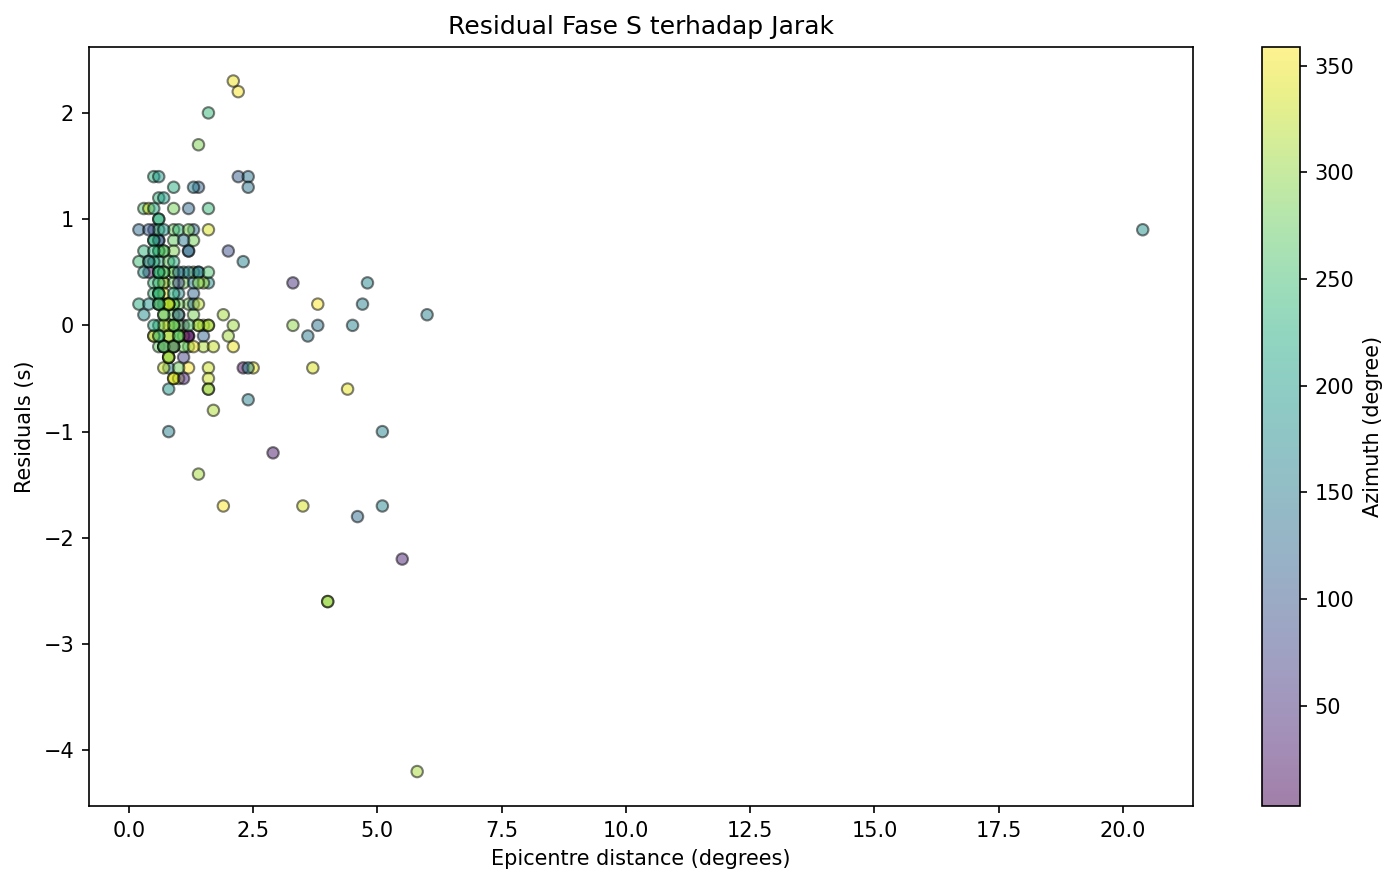 Residual Fase S terhadap Jarak
Residuals (s)
2
1
0
−1
−2
−3
−4
0.0 2.5 5.0 7.5 10.0 12.5 15.0 17.5 20.0
Epicentre distance (degrees)
350
300
250
200
150
100
50
Azimuth (degree)